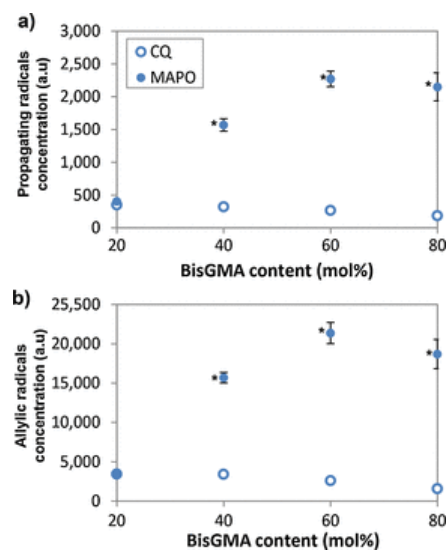 a)
CQ
MAPO
Propagating radicals
concentration (a.u)
3,000
2,500
2,000
1,500
1,000
500
0
*
*
*
20
40
60
80
BisGMA content (mol%)
b)
Allylic radicals
concentration (a.u)
25,000
20,000
15,000
10,000
5,000
0
*
*
*
20
40
60
80
BisGMA content (mol%)